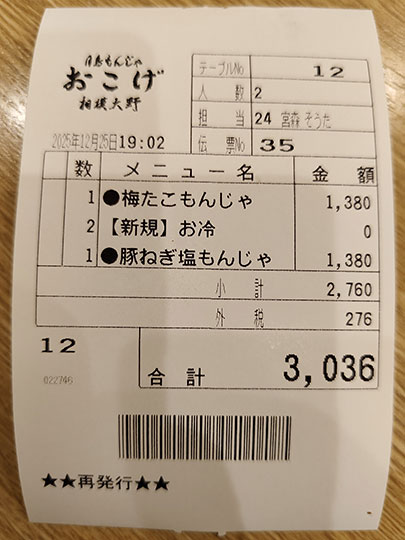 月島もんじゃ
おこげ
相模大野
テーブルNo 12
人数 2
担当 24 宮森 そうた
2025年12月25日19:02
伝票No 35
数 メニュー名 金額
1 ●梅たこもんじゃ 1,380
2 【新規】お冷 0
1 ●豚ねぎ塩もんじゃ 1,380
小計 2,760
外税 276
12
022746
合計 3,036
★★再発行★★